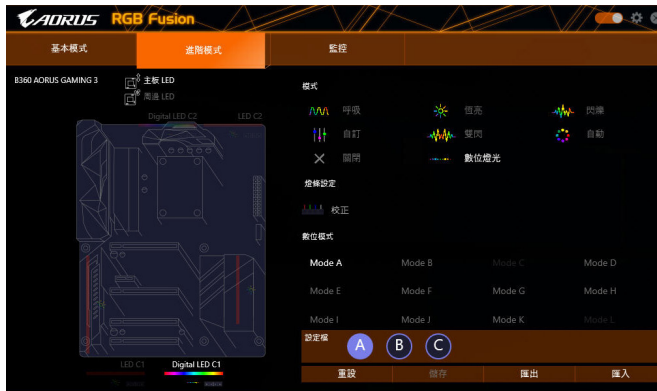 AORUS RGB Fusion
基本模式 進階模式 監控
B360 AORUS GAMING 3
主板 LED
周邊 LED
Digital LED C2 LED C2
LED C1 Digital LED C1
模式
呼吸 恆亮 閃爍
自訂 雙閃 自動
關閉 數位燈光
燈條設定
校正
數位模式
Mode A Mode B Mode C Mode D
Mode E Mode F Mode G Mode H
Mode I Mode J Mode K Mode L
設定檔
A B C
重設 儲存 匯出 匯入